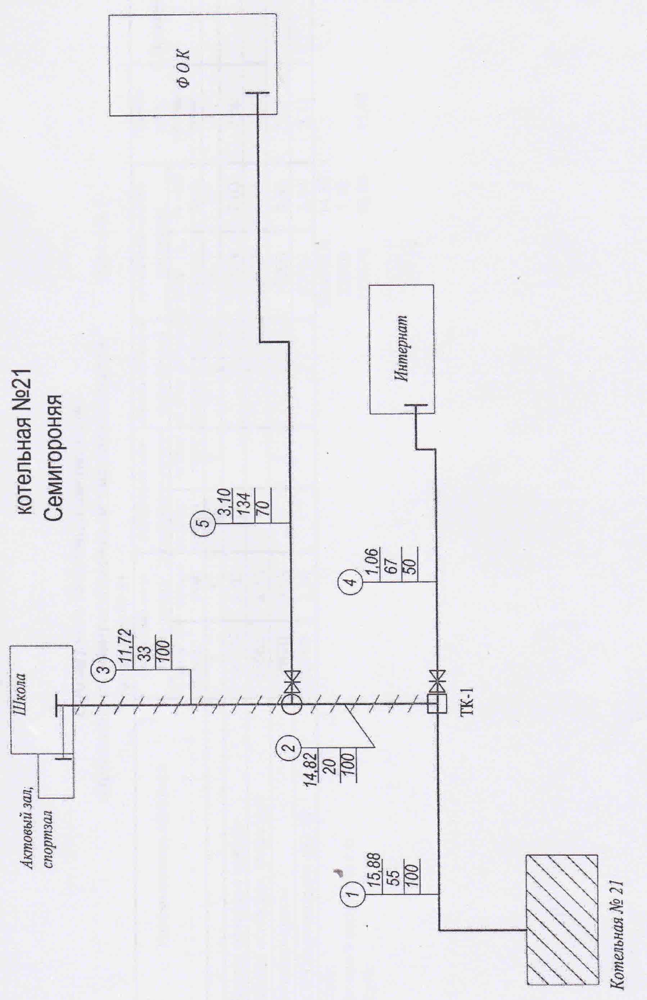 котельная №21
Семигороняя
Актовый зал,
спортзал
Школа
3
11,72
33
100
ФОК
5
3,10
134
70
2
14,82
20
100
4
1,06
67
50
Интернат
1
15,88
55
100
ТК-1
Котельная № 21